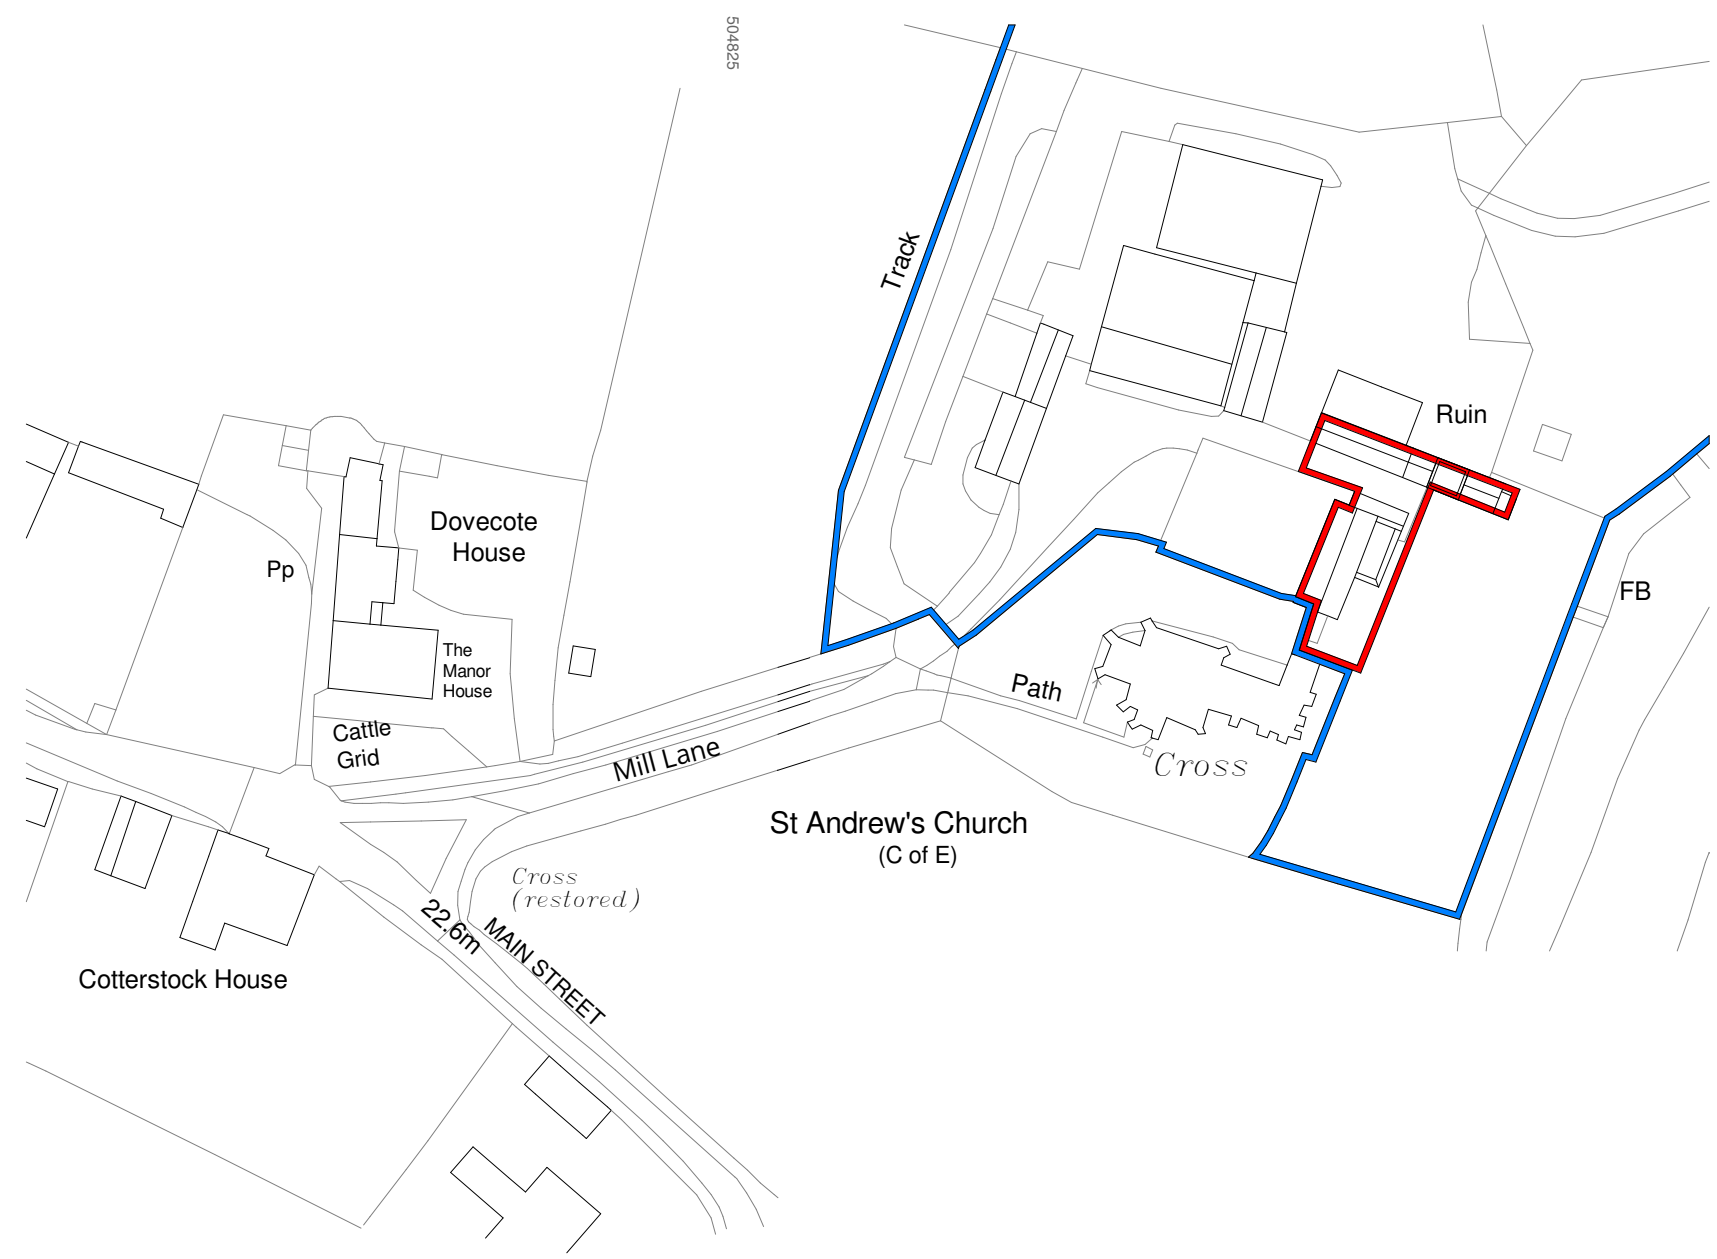 504825
Track
Ruin
Dovecote
House
Pp
FB
The
Manor
House
Path
Cattle
Grid
Mill Lane
Cross
St Andrew's Church
(C of E)
Cross
(restored)
22.6m
MAIN STREET
Cotterstock House